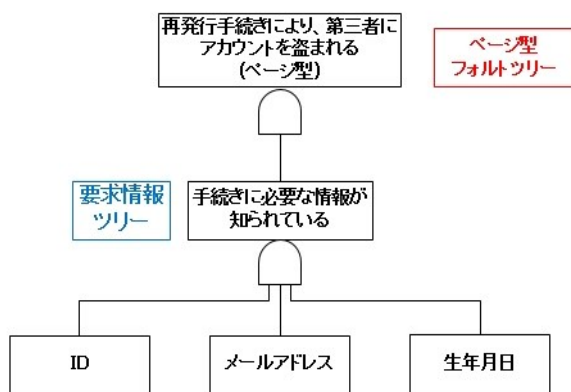 再発行手続きにより、第三者に
アカウントを盗まれる
(ページ型)
ページ型
フォルトツリー
要求情報
ツリー
手続きに必要な情報が
知られている
ID
メールアドレス
生年月日